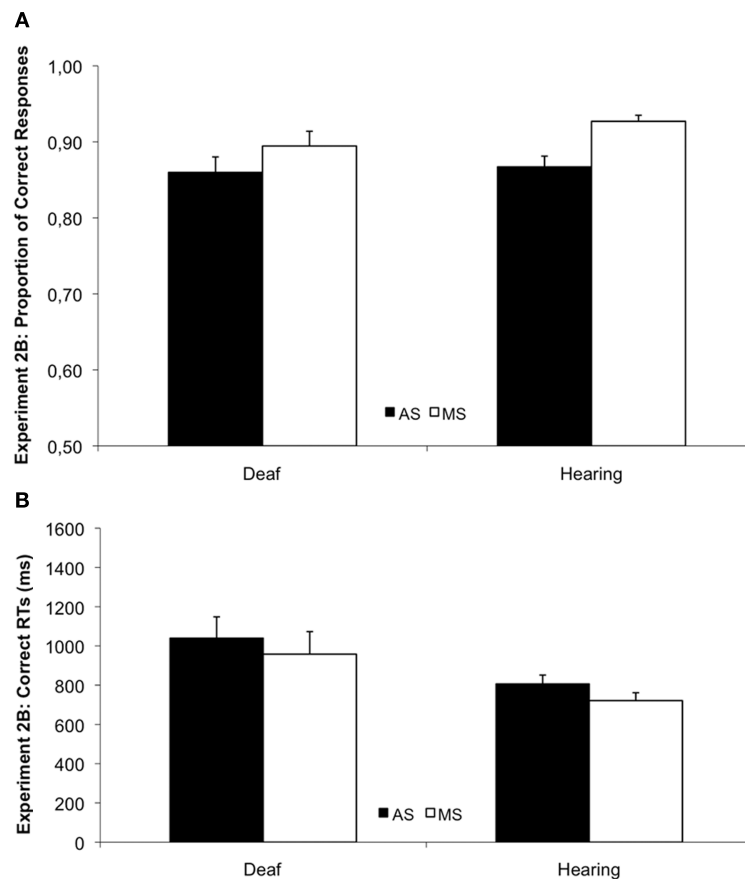 A
Experiment 2B: Proportion of Correct Responses
1,00
0,90
0,80
0,70
0,60
0,50
AS MS
Deaf Hearing
B
Experiment 2B: Correct RTs (ms)
1600
1400
1200
1000
800
600
400
200
0
AS MS
Deaf Hearing